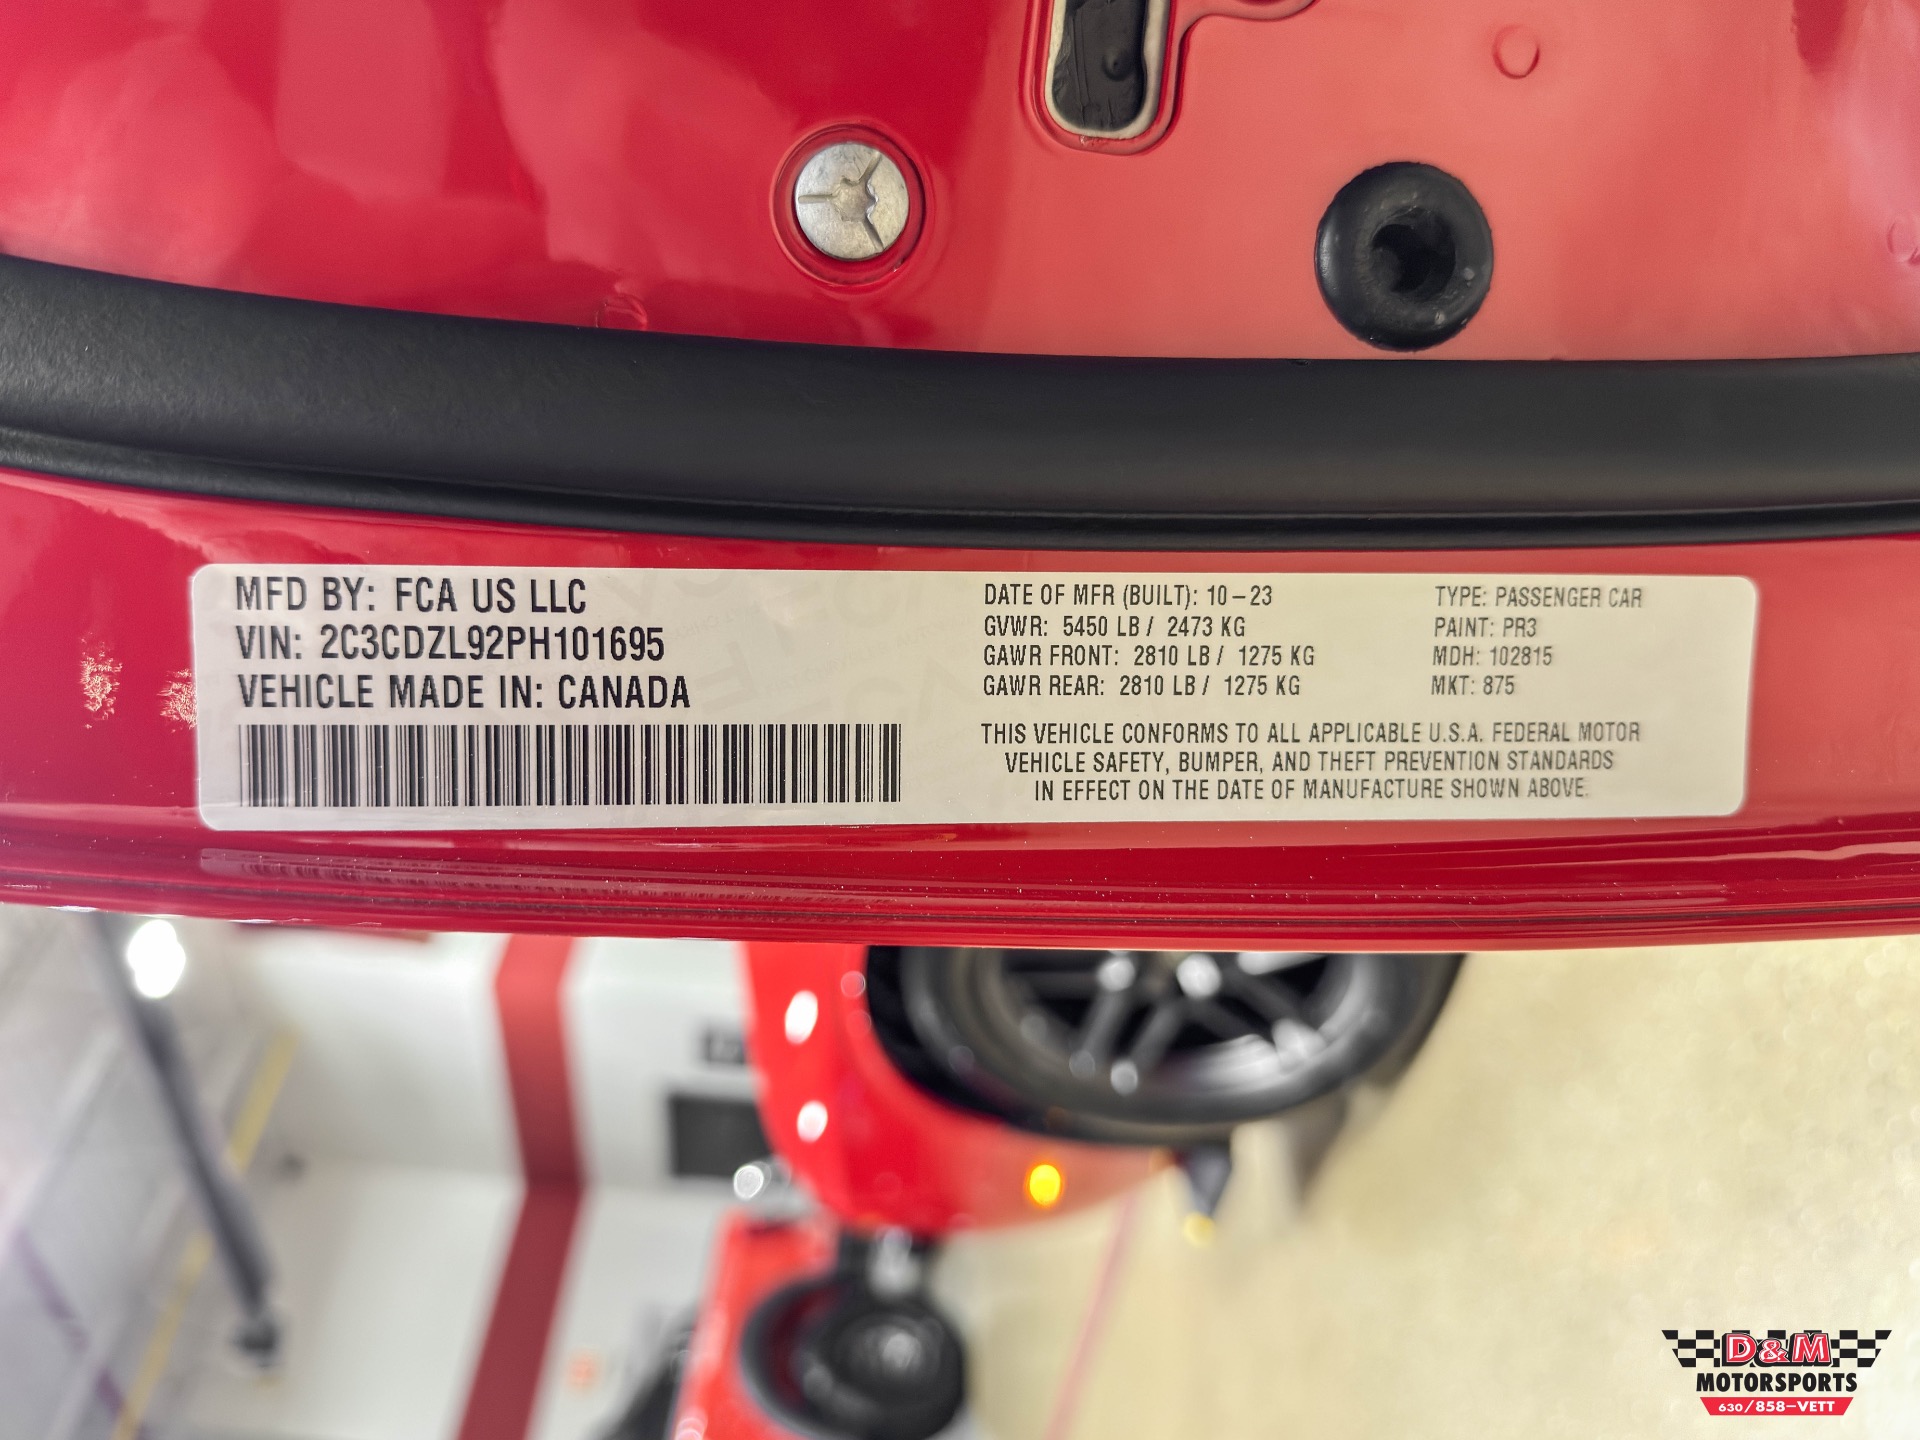 MFD BY: FCA US LLC
VIN: 2C3CDZL92PH101695
VEHICLE MADE IN: CANADA
DATE OF MFR (BUILT): 10-23
GVWR: 5450 LB / 2473 KG
GAWR FRONT: 2810 LB / 1275 KG
GAWR REAR: 2810 LB / 1275 KG
TYPE: PASSENGER CAR
PAINT: PR3
MDH: 102815
MKT: 875
THIS VEHICLE CONFORMS TO ALL APPLICABLE U.S.A. FEDERAL MOTOR
VEHICLE SAFETY, BUMPER, AND THEFT PREVENTION STANDARDS
IN EFFECT ON THE DATE OF MANUFACTURE SHOWN ABOVE.
D&M
MOTORSPORTS
630/858-VETT